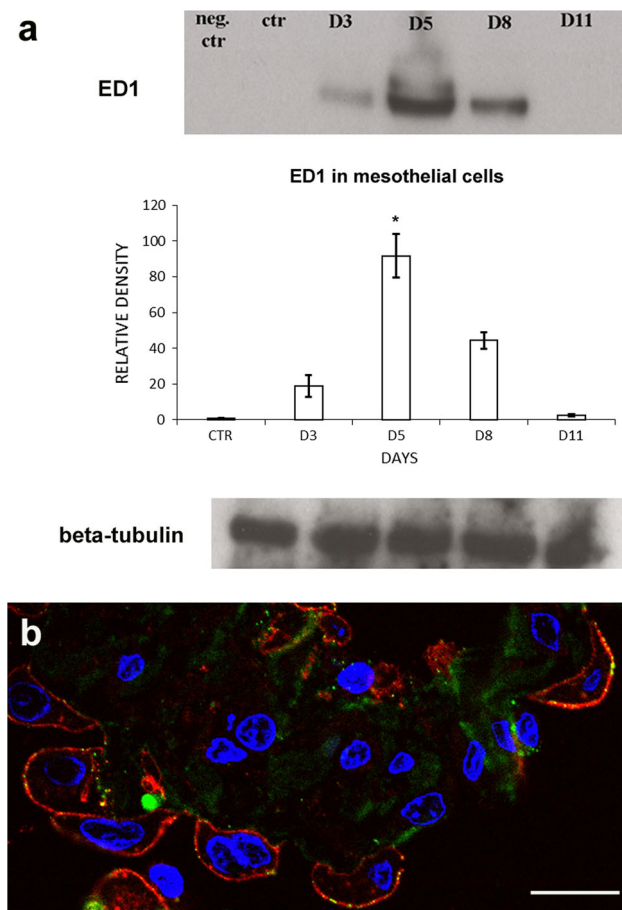 a
neg. ctr D3 D5 D8 D11
ctr
ED1
ED1 in mesothelial cells
120
100
80
60
40
20
0
*
RELATIVE DENSITY
CTR D3 D5 D8 D11
DAYS
beta-tubulin
b